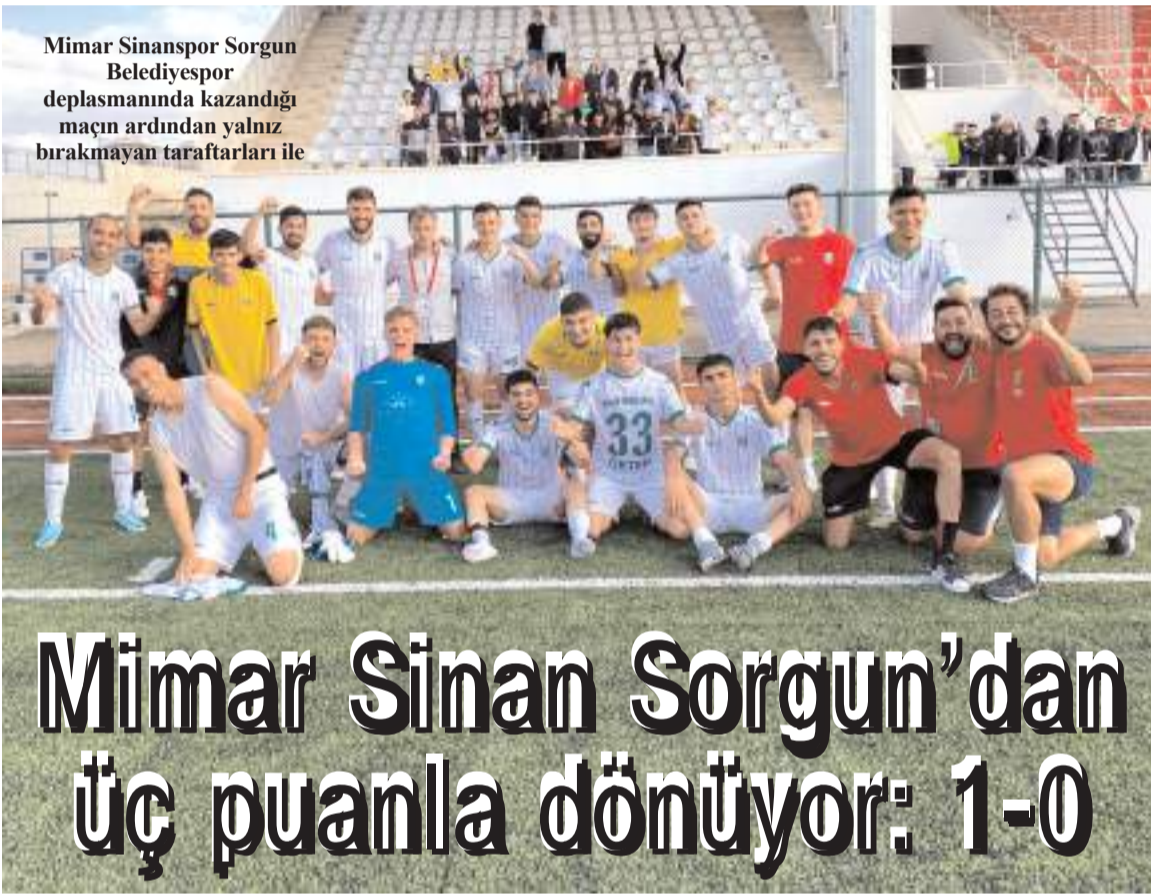 Mimar Sinanspor Sorgun
Belediyespor
deplasmanında kazandığı
maçın ardından yalnız
bırakmayan taraftarları ile
33
Mimar Sinan Sorgun’dan
üç puanla dönüyor: 1-0